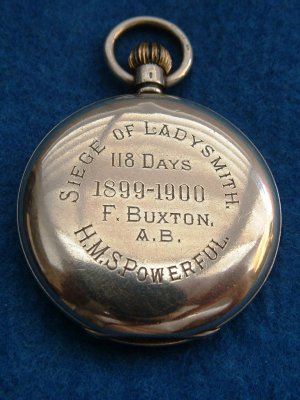 SIEGE OF LADYSMITH.
118 DAYS
1899-1900
F. BUXTON,
A.B.
H.M.S. POWERFUL.